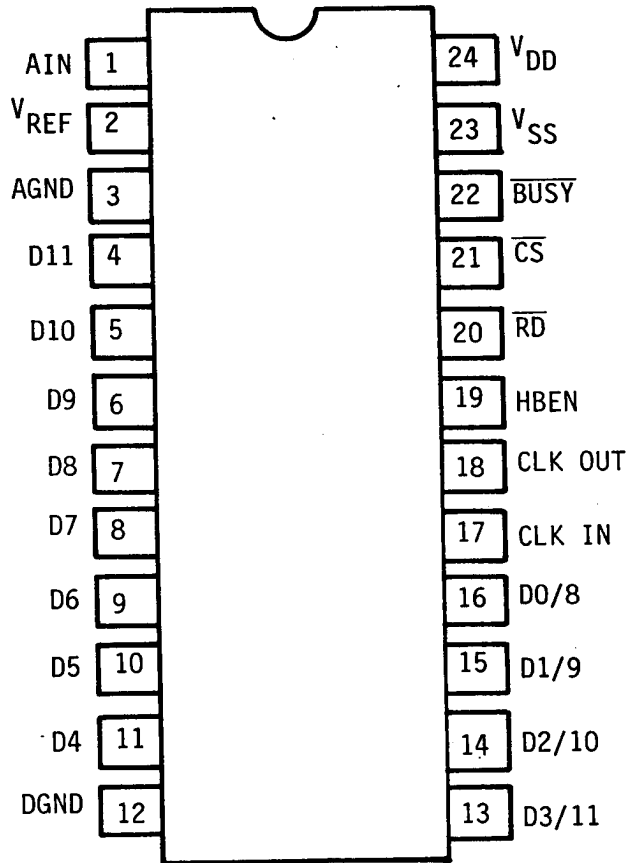 AIN 1 24 VDD
VREF 2 23 VSS
AGND 3 22 BUSY
D11 4 21 CS
D10 5 20 RD
D9 6 19 HBEN
D8 7 18 CLK OUT
D7 8 17 CLK IN
D6 9 16 D0/8
D5 10 15 D1/9
D4 11 14 D2/10
DGND 12 13 D3/11